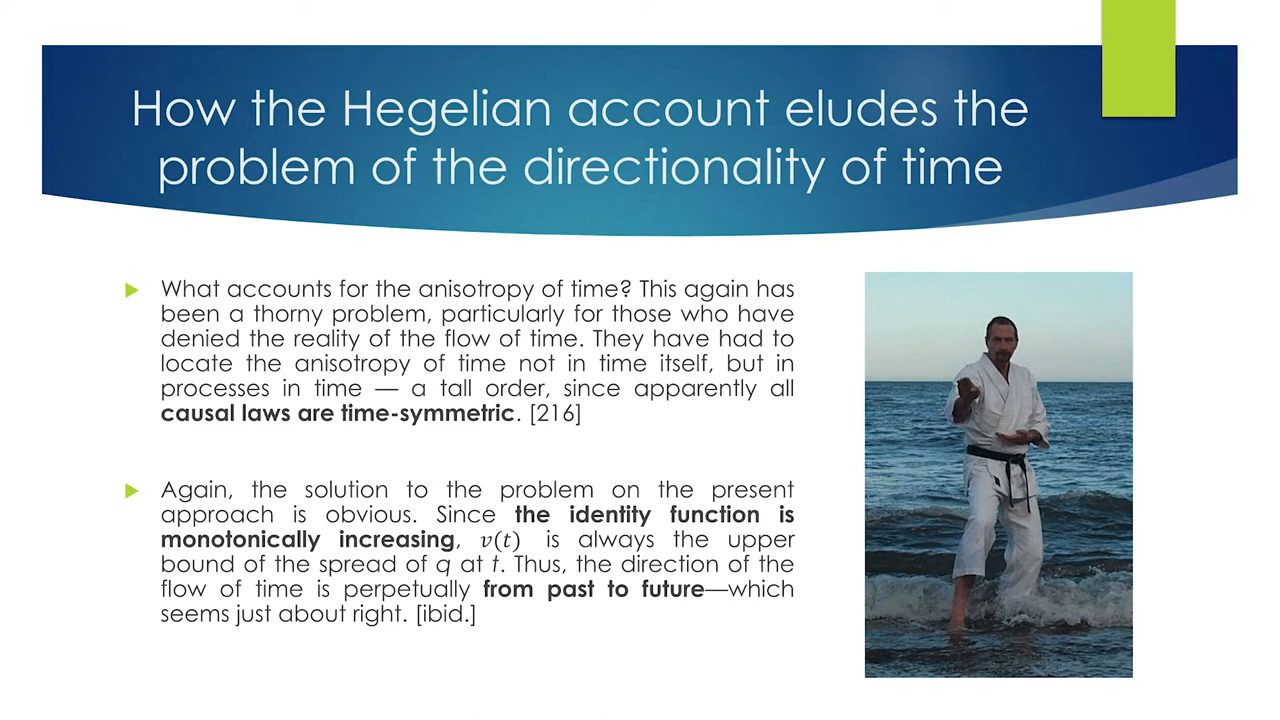 How the Hegelian account eludes the
problem of the directionality of time
What accounts for the anisotropy of time? This again has
been a thorny problem, particularly for those who have
denied the reality of the flow of time. They have had to
locate the anisotropy of time not in time itself, but in
processes in time — a tall order, since apparently all
causal laws are time-symmetric. [216]
Again, the solution to the problem on the present
approach is obvious. Since the identity function is
monotonically increasing, v(t) is always the upper
bound of the spread of q at t. Thus, the direction of the
flow of time is perpetually from past to future—which
seems just about right. [ibid.]